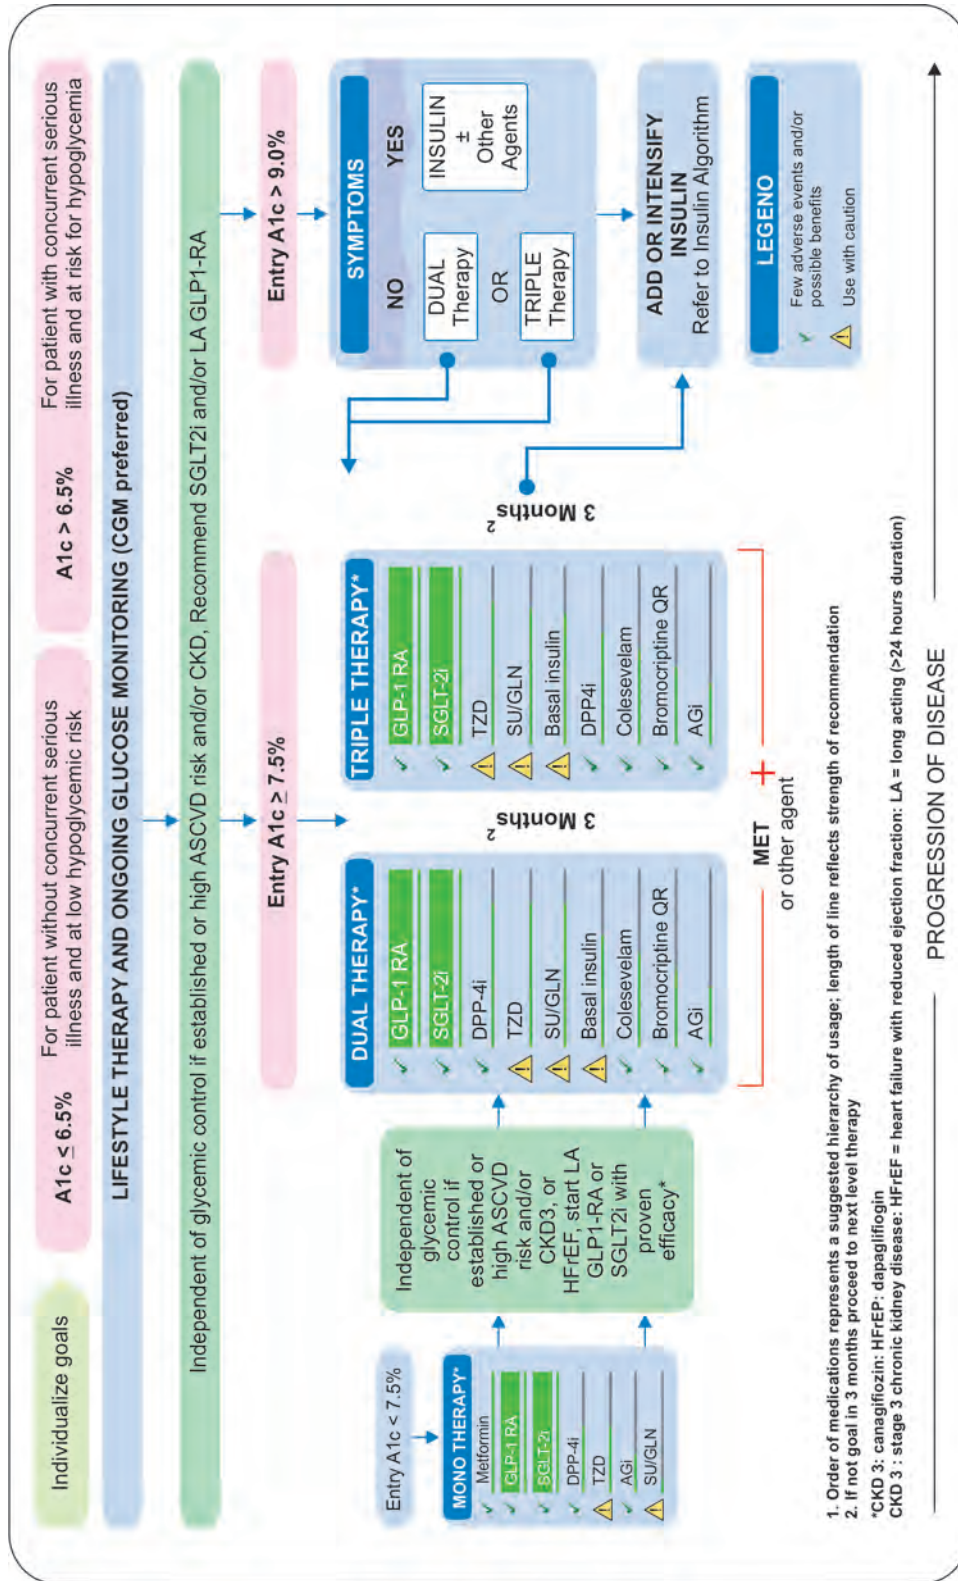 Individualize goals
A1c ≤ 6.5%
For patient without concurrent serious
illness and at low hypoglycemic risk
A1c > 6.5%
For patient with concurrent serious
illness and at risk for hypoglycemia
LIFESTYLE THERAPY AND ONGOING GLUCOSE MONITORING (CGM preferred)
Independent of glycemic control if established or high ASCVD risk and/or CKD, Recommend SGLT2i and/or LA GLP1-RA
Entry A1c < 7.5%
MONO THERAPY*
Metformin
GLP-1 RA
SGLT-2i
DPP-4i
TZD
AGi
SU/GLN
Independent of
glycemic
control if
established or
high ASCVD
risk and/or
CKD3, or
HFrEF, start LA
GLP1-RA or
SGLT2i with
proven
efficacy*
Entry A1c ≥ 7.5%
DUAL THERAPY*
GLP-1 RA
SGLT-2i
DPP-4i
TZD
SU/GLN
Basal insulin
Colesevelam
Bromocriptine QR
AGi
3 Months²
TRIPLE THERAPY*
GLP-1 RA
SGLT-2i
TZD
SU/GLN
Basal insulin
DPP4i
Colesevelam
Bromocriptine QR
AGi
3 Months²
MET
or other agent
+
Entry A1c > 9.0%
SYMPTOMS
NO
YES
DUAL
Therapy
OR
TRIPLE
Therapy
INSULIN
±
Other
Agents
ADD OR INTENSIFY
INSULIN
Refer to Insulin Algorithm
LEGENO
Few adverse events and/or
possible benefits
Use with caution
1. Order of medications represents a suggested hierarchy of usage; length of line reflects strength of recommendation
2. If not goal in 3 months proceed to next level therapy
*CKD 3: canagifiozin: HFrEP: dapaglifiogin
CKD 3 : stage 3 chronic kidney disease: HFrEF = heart failure with reduced ejection fraction: LA = long acting (>24 hours duration)
PROGRESSION OF DISEASE